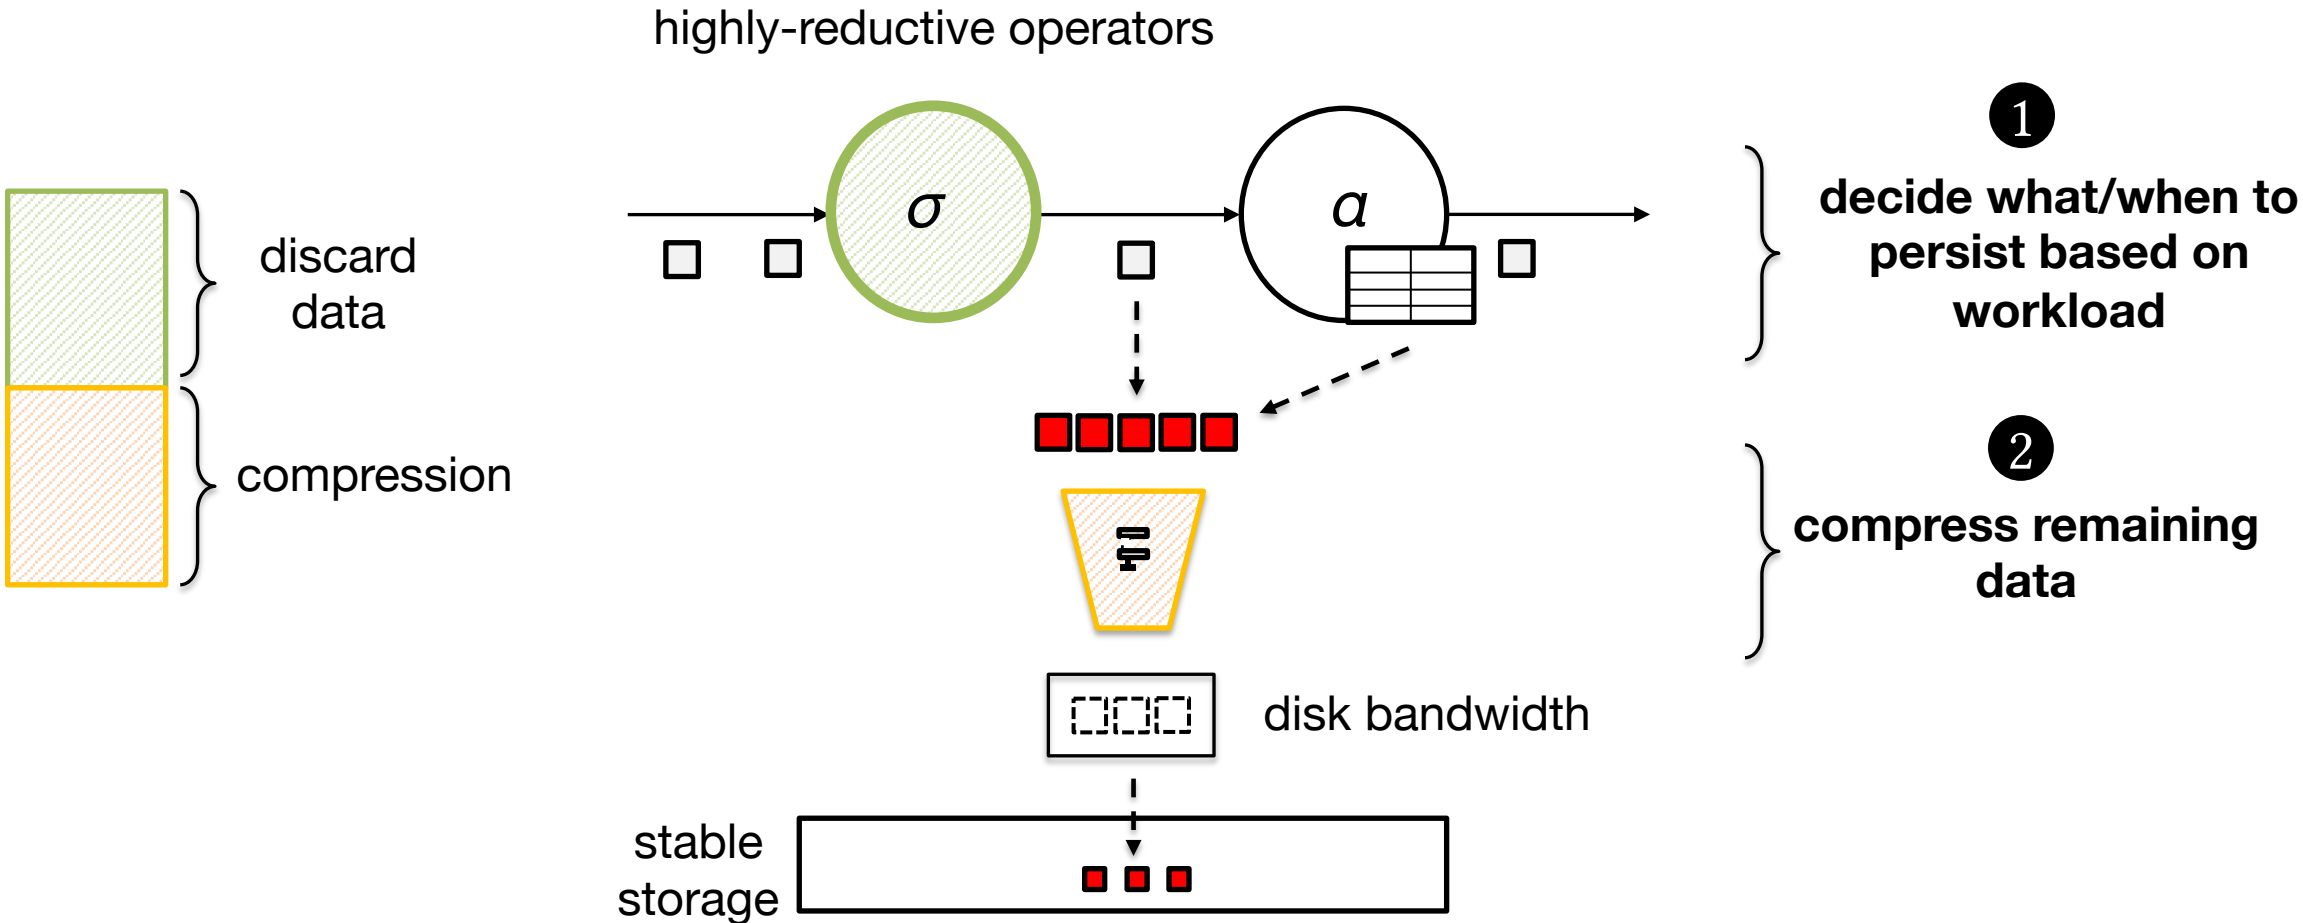 highly-reductive operators
σ
α
1
decide what/when to
persist based on
workload
discard
data
compression
2
compress remaining
data
disk bandwidth
stable
storage